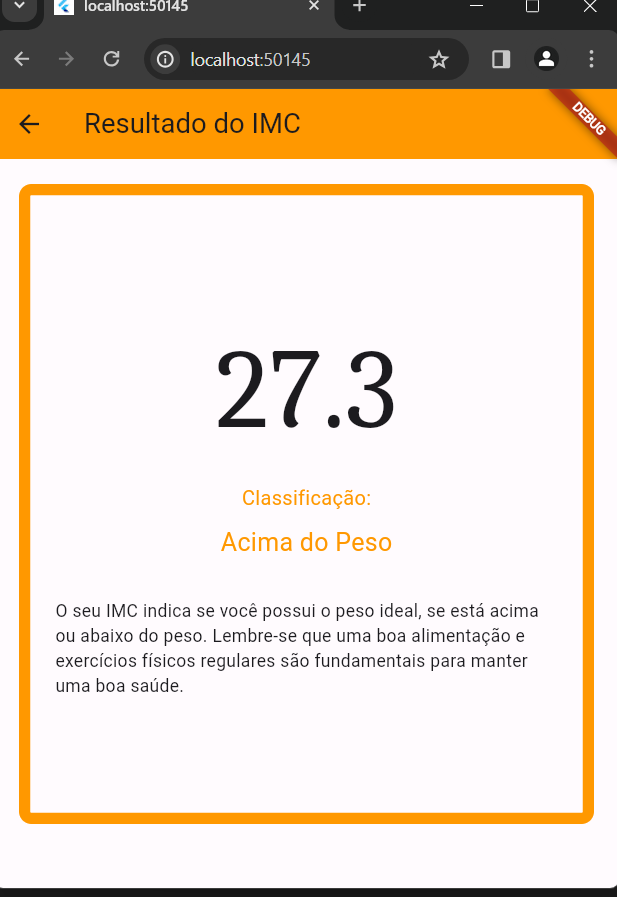 localhost:50145
localhost:50145
Resultado do IMC
DEBUG
27.3
Classificação:
Acima do Peso
O seu IMC indica se você possui o peso ideal, se está acima
ou abaixo do peso. Lembre-se que uma boa alimentação e
exercícios físicos regulares são fundamentais para manter
uma boa saúde.